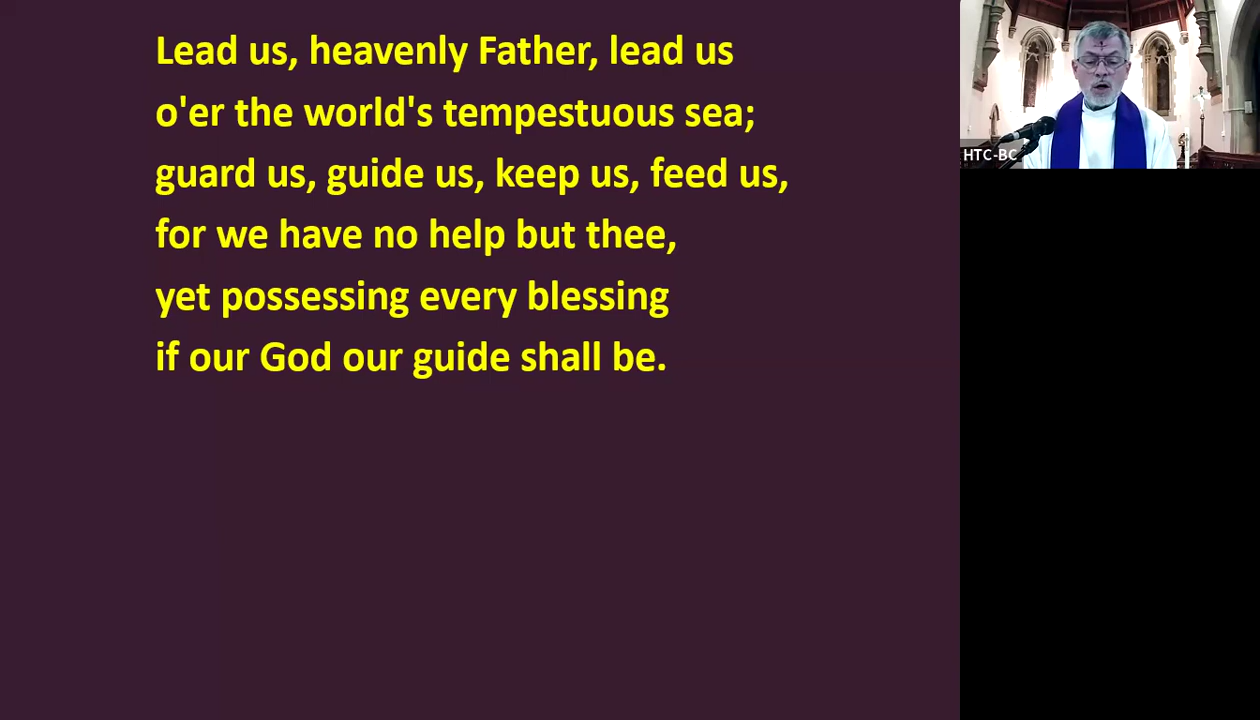 Lead us, heavenly Father, lead us
o'er the world's tempestuous sea;
guard us, guide us, keep us, feed us,
for we have no help but thee,
yet possessing every blessing
if our God our guide shall be.
HTC-BC